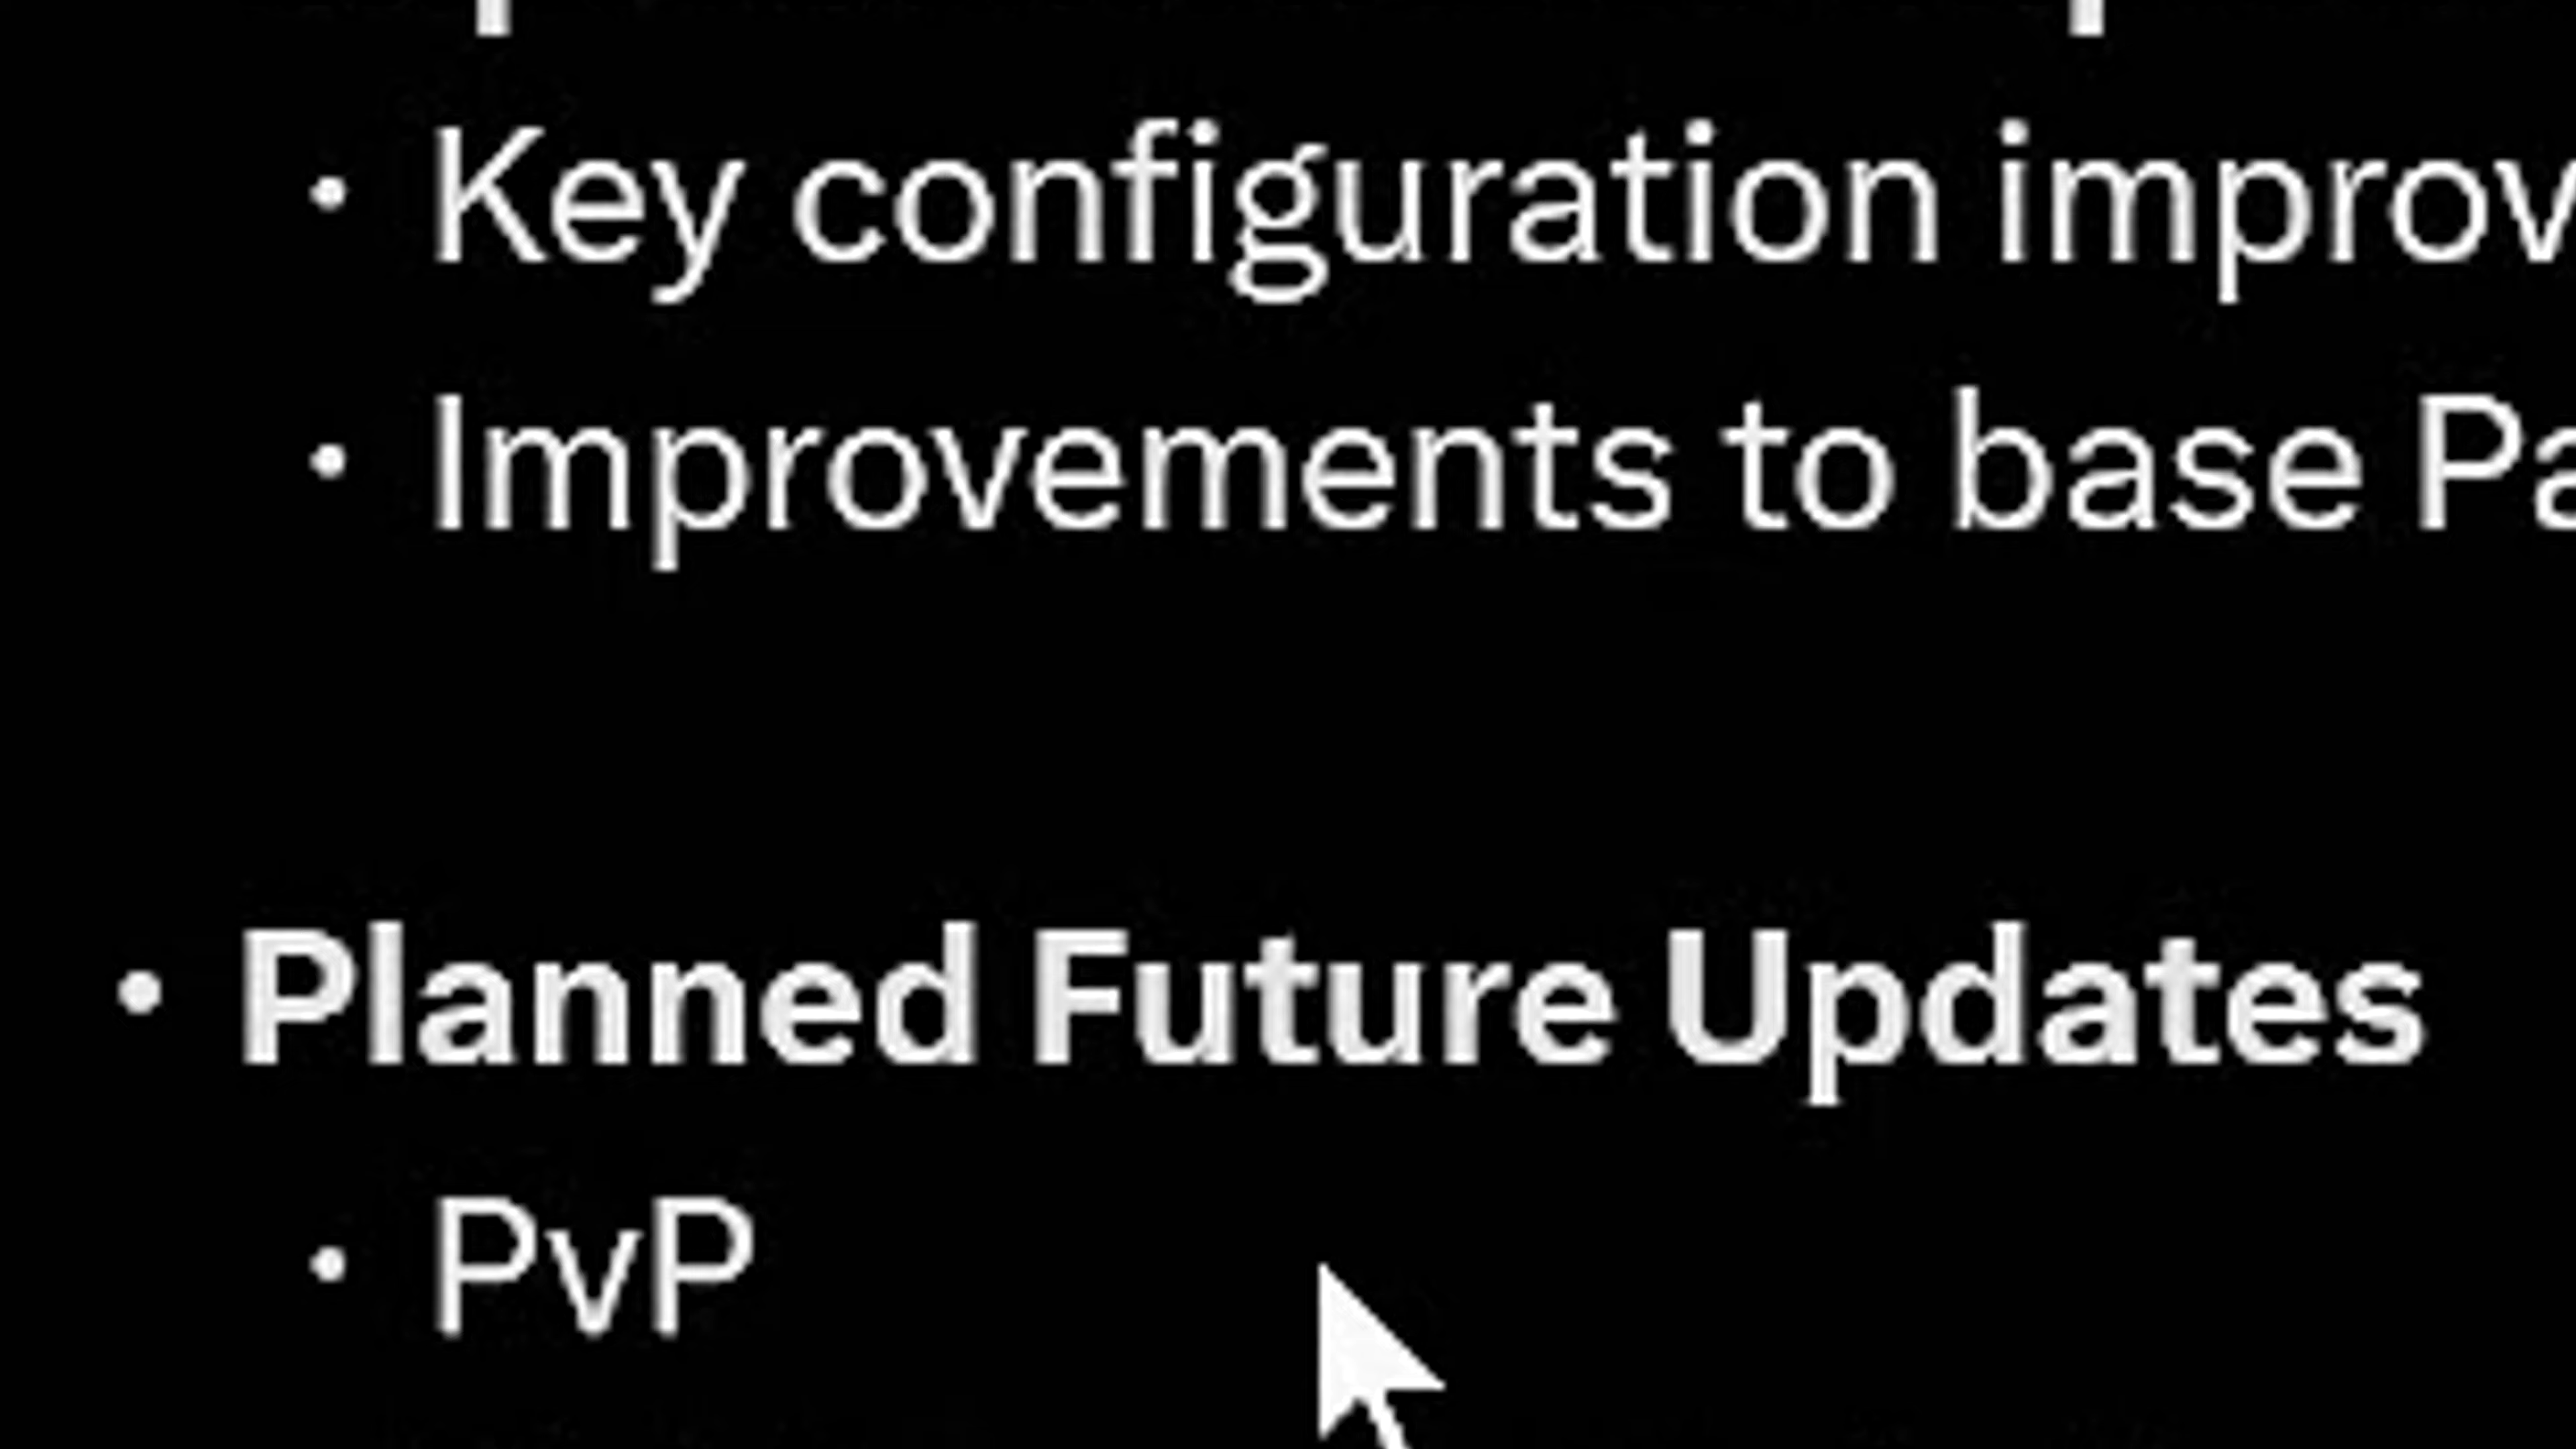 • Key configuration improv
• Improvements to base Pa
• Planned Future Updates
• PvP